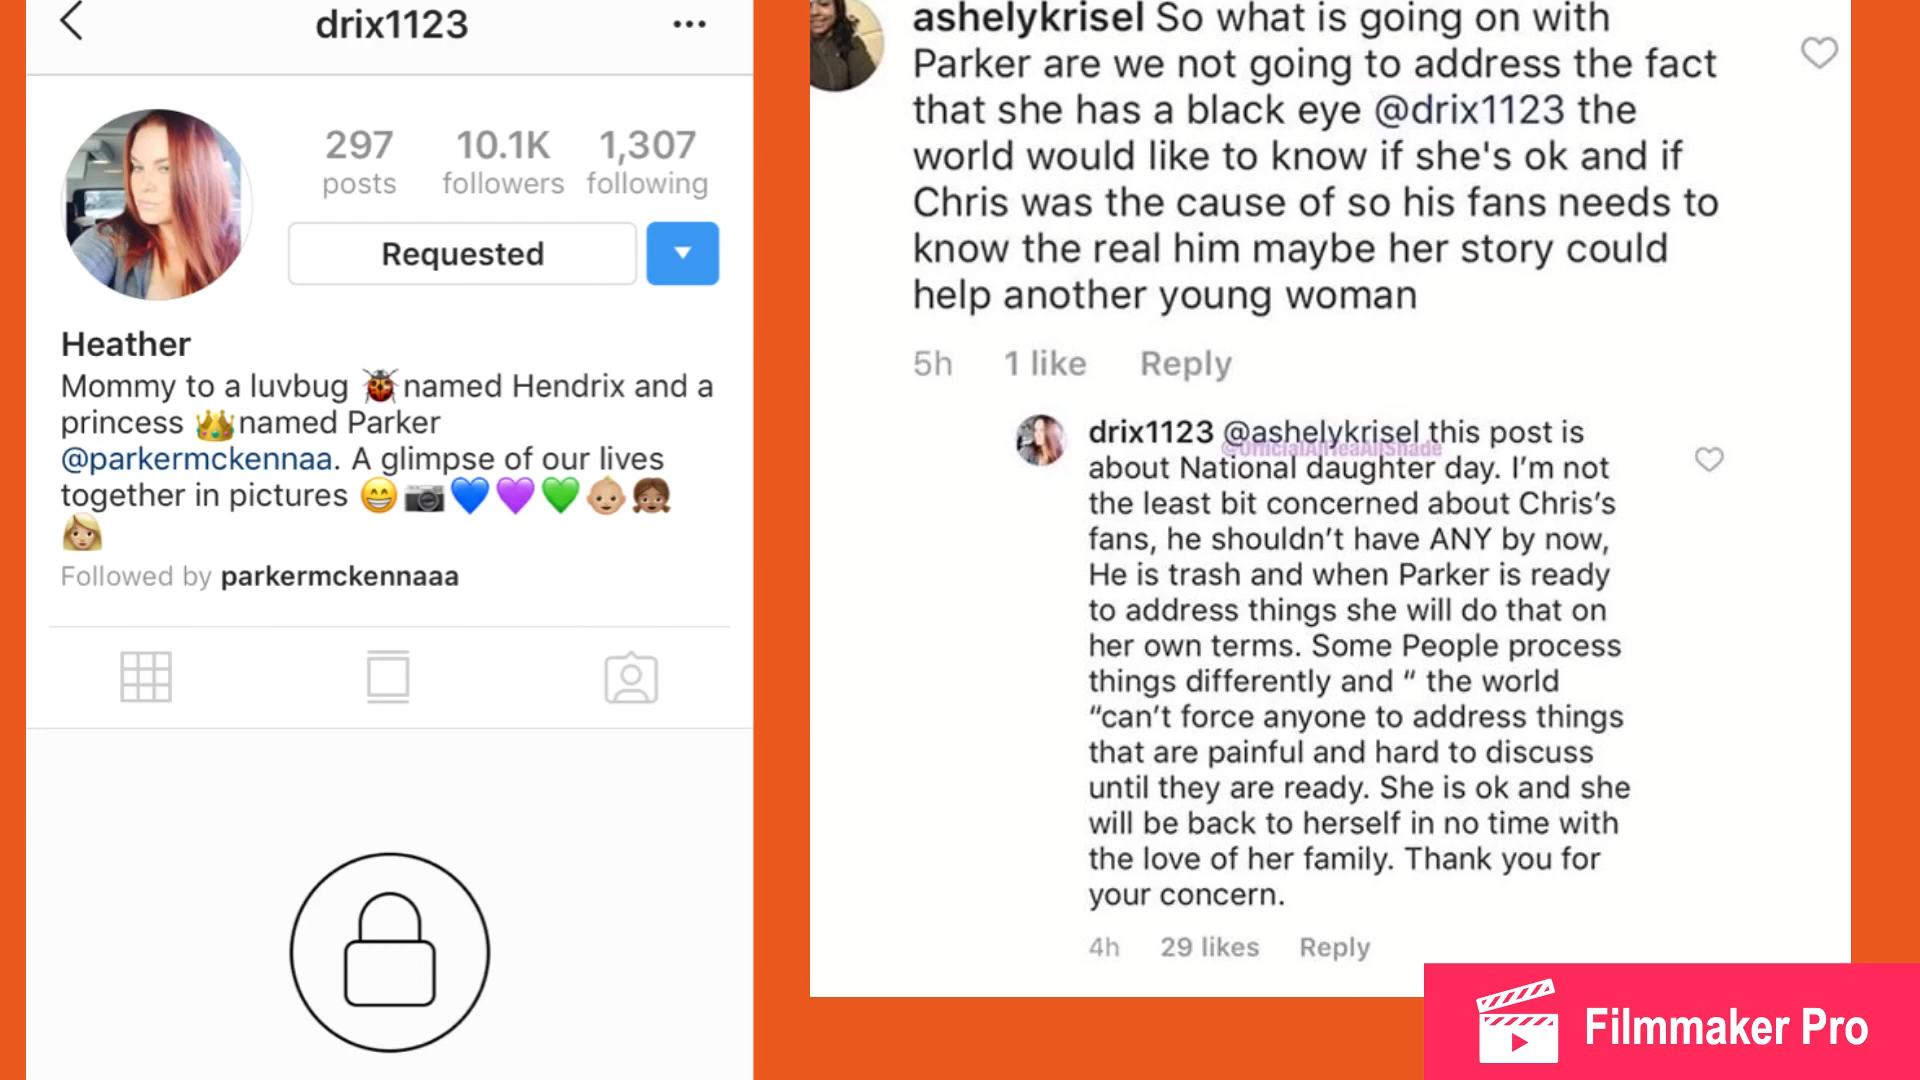 drix1123
297 10.1K 1,307
posts followers following
Requested
Heather
Mommy to a luvbug 🐞named Hendrix and a
princess 👑named Parker
@parkermckennaa. A glimpse of our lives
together in pictures 😁📷💙💜💚👶🏼👧🏽
👩🏼
Followed by parkermckennaaa
ashelykrisel So what is going on with
Parker are we not going to address the fact
that she has a black eye @drix1123 the
world would like to know if she's ok and if
Chris was the cause of so his fans needs to
know the real him maybe her story could
help another young woman
5h 1 like Reply
drix1123 @ashelykrisel this post is
@OfficialAllTeaAllShade
about National daughter day. I’m not
the least bit concerned about Chris’s
fans, he shouldn’t have ANY by now,
He is trash and when Parker is ready
to address things she will do that on
her own terms. Some People process
things differently and “ the world
“can’t force anyone to address things
that are painful and hard to discuss
until they are ready. She is ok and she
will be back to herself in no time with
the love of her family. Thank you for
your concern.
4h 29 likes Reply
Filmmaker Pro